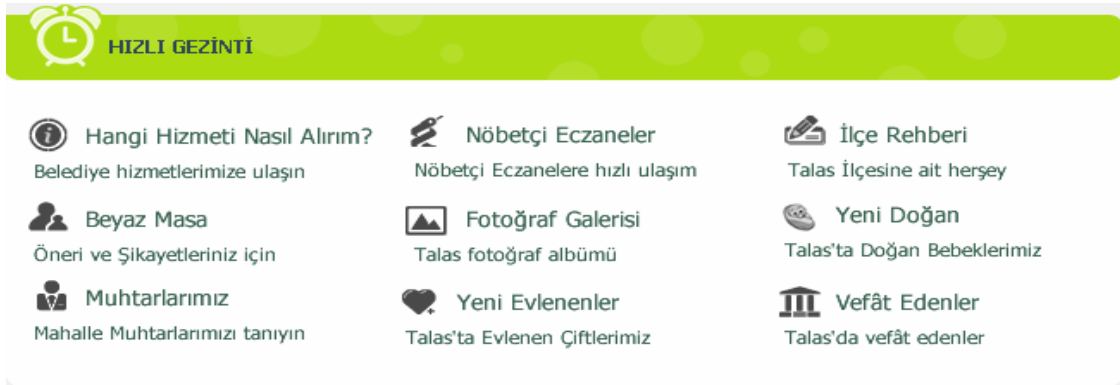 HIZLI GEZİNTİ
Hangi Hizmeti Nasıl Alırım?
Belediye hizmetlerimize ulaşın
Nöbetçi Eczaneler
Nöbetçi Eczanelere hızlı ulaşım
İlçe Rehberi
Talas İlçesine ait herşey
Beyaz Masa
Öneri ve Şikayetleriniz için
Fotoğraf Galerisi
Talas fotoğraf albümü
Yeni Doğan
Talas'ta Doğan Bebeklerimiz
Muhtarlarımız
Mahalle Muhtarlarımızı tanıyın
Yeni Evlenenler
Talas'ta Evlenen Çiftlerimiz
Vefât Edenler
Talas'da vefât edenler